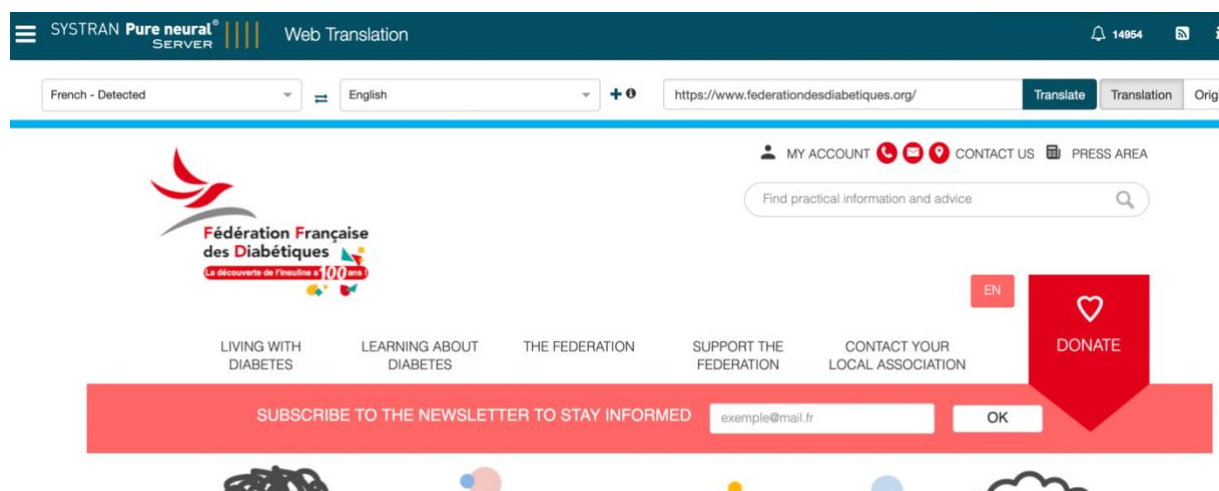 SYSTRAN Pure neural® SERVER
Web Translation
14954
French - Detected
English
https://www.federationdesdiabetiques.org/
Translate
Translation
Orig
MY ACCOUNT
CONTACT US
PRESS AREA
Find practical information and advice
Fédération Française
des Diabétiques
La découverte de l'insuline a 100 ans !
EN
LIVING WITH
DIABETES
LEARNING ABOUT
DIABETES
THE FEDERATION
SUPPORT THE
FEDERATION
CONTACT YOUR
LOCAL ASSOCIATION
DONATE
SUBSCRIBE TO THE NEWSLETTER TO STAY INFORMED
exemple@mail.fr
OK